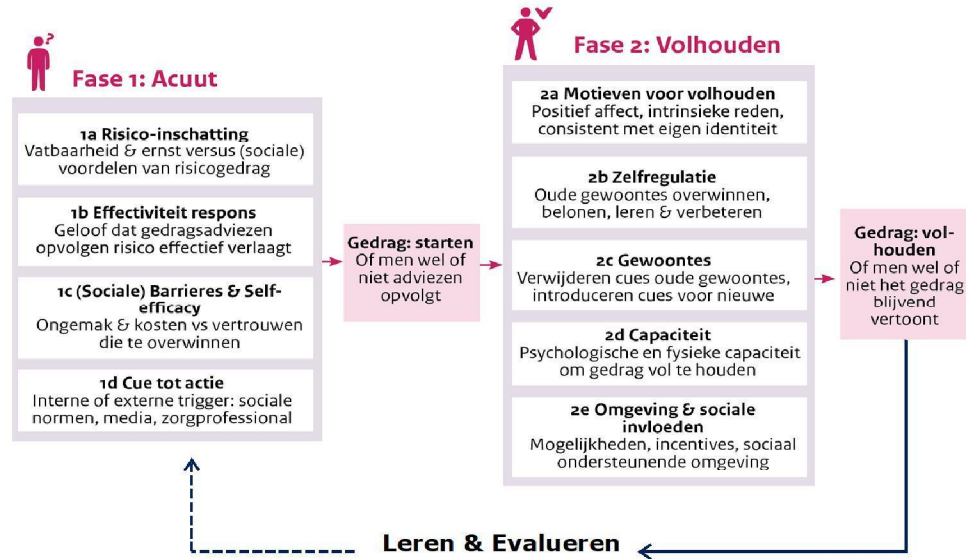 Fase 1: Acuut
1a Risico-inschatting
Vatbaarheid & ernst versus (sociale)
voordelen van risicogedrag
1b Effectiviteit respons
Geloof dat gedragsadviezen
opvolgen risico effectief verlaagt
1c (Sociale) Barrieres & Self-
efficacy
Ongemak & kosten vs vertrouwen
die te overwinnen
1d Cue tot actie
Interne of externe trigger: sociale
normen, media, zorgprofessional
Gedrag: starten
Of men wel of
niet adviezen
opvolgt
Fase 2: Volhouden
2a Motieven voor volhouden
Positief affect, intrinsieke reden,
consistent met eigen identiteit
2b Zelfregulatie
Oude gewoontes overwinnen,
belonen, leren & verbeteren
2c Gewoontes
Verwijderen cues oude gewoontes,
introduceren cues voor nieuwe
2d Capaciteit
Psychologische en fysieke capaciteit
om gedrag vol te houden
2e Omgeving & sociale
invloeden
Mogelijkheden, incentives, sociaal
ondersteunende omgeving
Gedrag: vol-
houden
Of men wel of
niet het gedrag
blijvend
vertoont
Leren & Evalueren